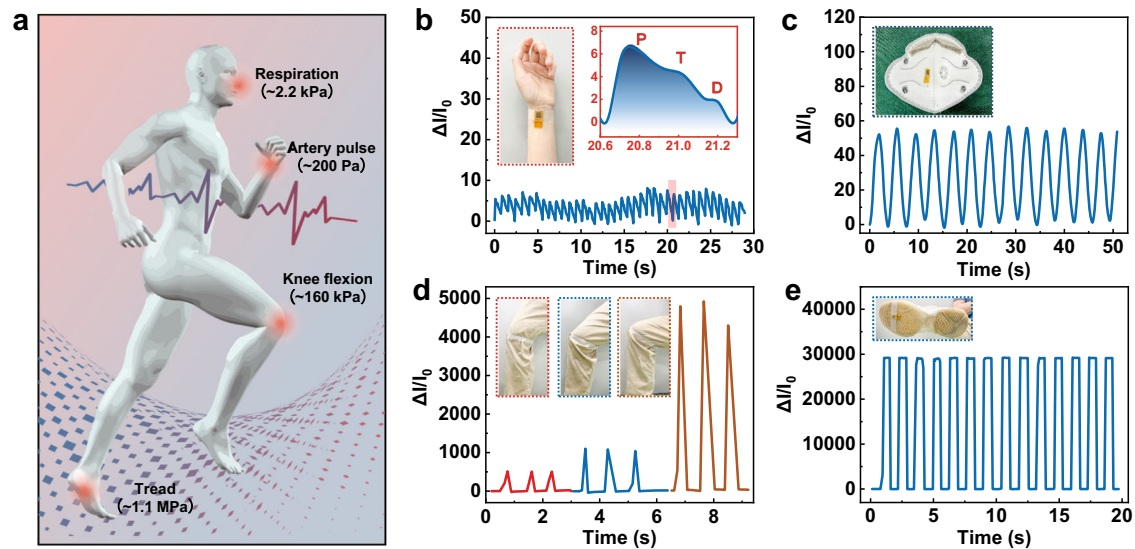 a
Respiration
(~2.2 kPa)
Artery pulse
(~200 Pa)
Knee flexion
(~160 kPa)
Tread
(~1.1 MPa)
b
ΔI/I0
50
40
30
20
10
0
0 5 10 15 20 25 30
Time (s)
8
6
4
2
0
P
T
D
20.6 20.8 21.0 21.2
c
ΔI/I0
120
100
80
60
40
20
0
0 10 20 30 40 50
Time (s)
d
ΔI/I0
5000
4000
3000
2000
1000
0
0 2 4 6 8
Time (s)
e
ΔI/I0
40000
30000
20000
10000
0
0 5 10 15 20
Time (s)